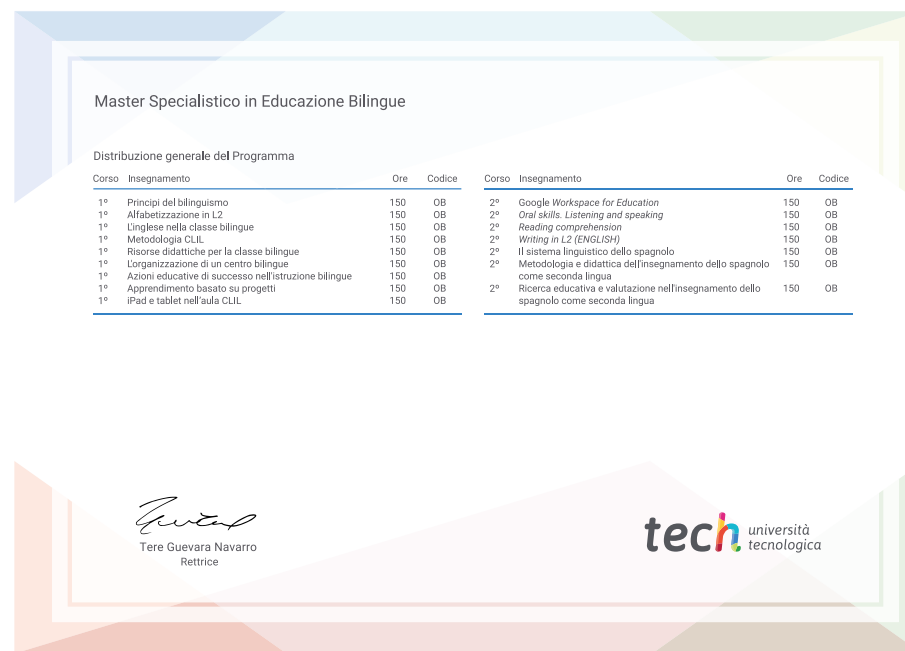 Master Specialistico in Educazione Bilingue
Distribuzione generale del Programma
Corso Insegnamento Ore Codice
1º Principi del bilinguismo 150 OB
1º Alfabetizzazione in L2 150 OB
1º L'inglese nella classe bilingue 150 OB
1º Metodologia CLIL 150 OB
1º Risorse didattiche per la classe bilingue 150 OB
1º L'organizzazione di un centro bilingue 150 OB
1º Azioni educative di successo nell'istruzione bilingue 150 OB
1º Apprendimento basato su progetti 150 OB
1º iPad e tablet nell'aula CLIL 150 OB
Corso Insegnamento Ore Codice
2º Google Workspace for Education 150 OB
2º Oral skills. Listening and speaking 150 OB
2º Reading comprehension 150 OB
2º Writing in L2 (ENGLISH) 150 OB
2º Il sistema linguistico dello spagnolo 150 OB
2º Metodologia e didattica dell'insegnamento dello spagnolo 150 OB
come seconda lingua
2º Ricerca educativa e valutazione nell'insegnamento dello 150 OB
spagnolo come seconda lingua
Tere Guevara Navarro
Rettrice
tech università
tecnologica